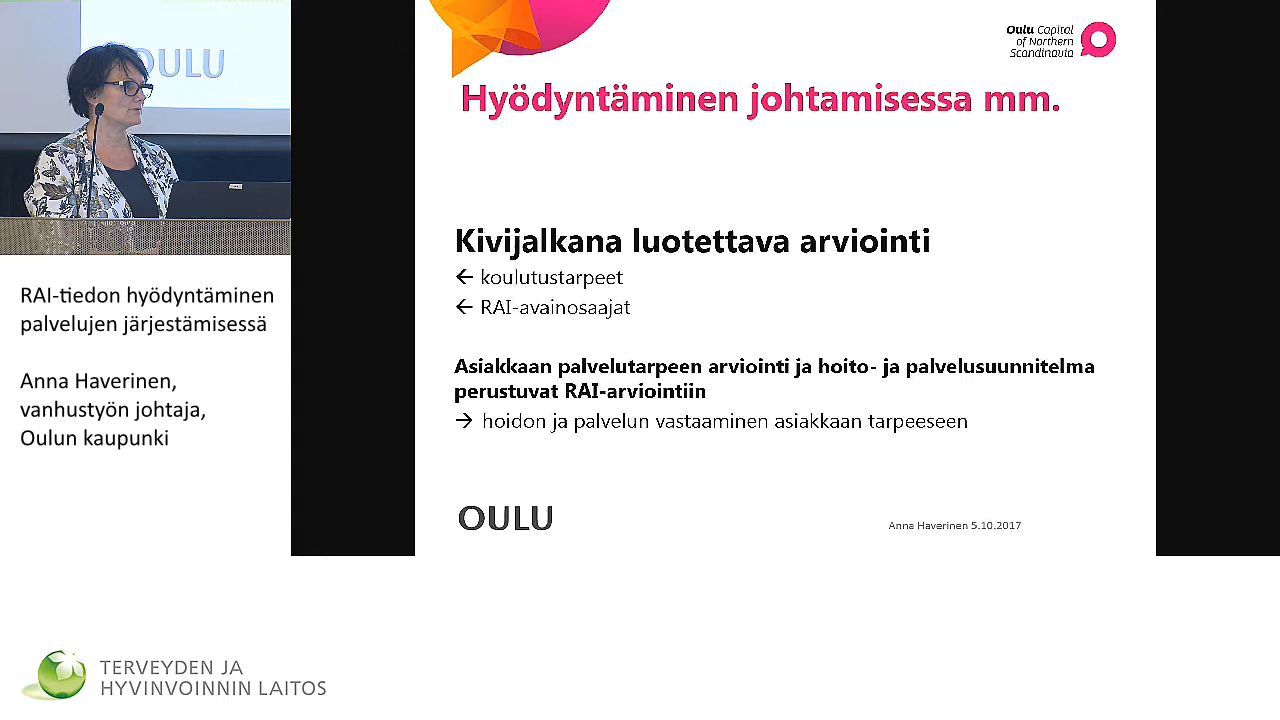 OULU
RAI-tiedon hyödyntäminen
palvelujen järjestämisessä
Anna Haverinen,
vanhustyön johtaja,
Oulun kaupunki
Oulu Capital
of Northern
Scandinavia
Hyödyntäminen johtamisessa mm.
Kivijalkana luotettava arviointi
← koulutustarpeet
← RAI-avainosaajat
Asiakkaan palvelutarpeen arviointi ja hoito- ja palvelusuunnitelma
perustuvat RAI-arviointiin
→ hoidon ja palvelun vastaaminen asiakkaan tarpeeseen
OULU
Anna Haverinen 5.10.2017
TERVEYDEN JA
HYVINVOINNIN LAITOS